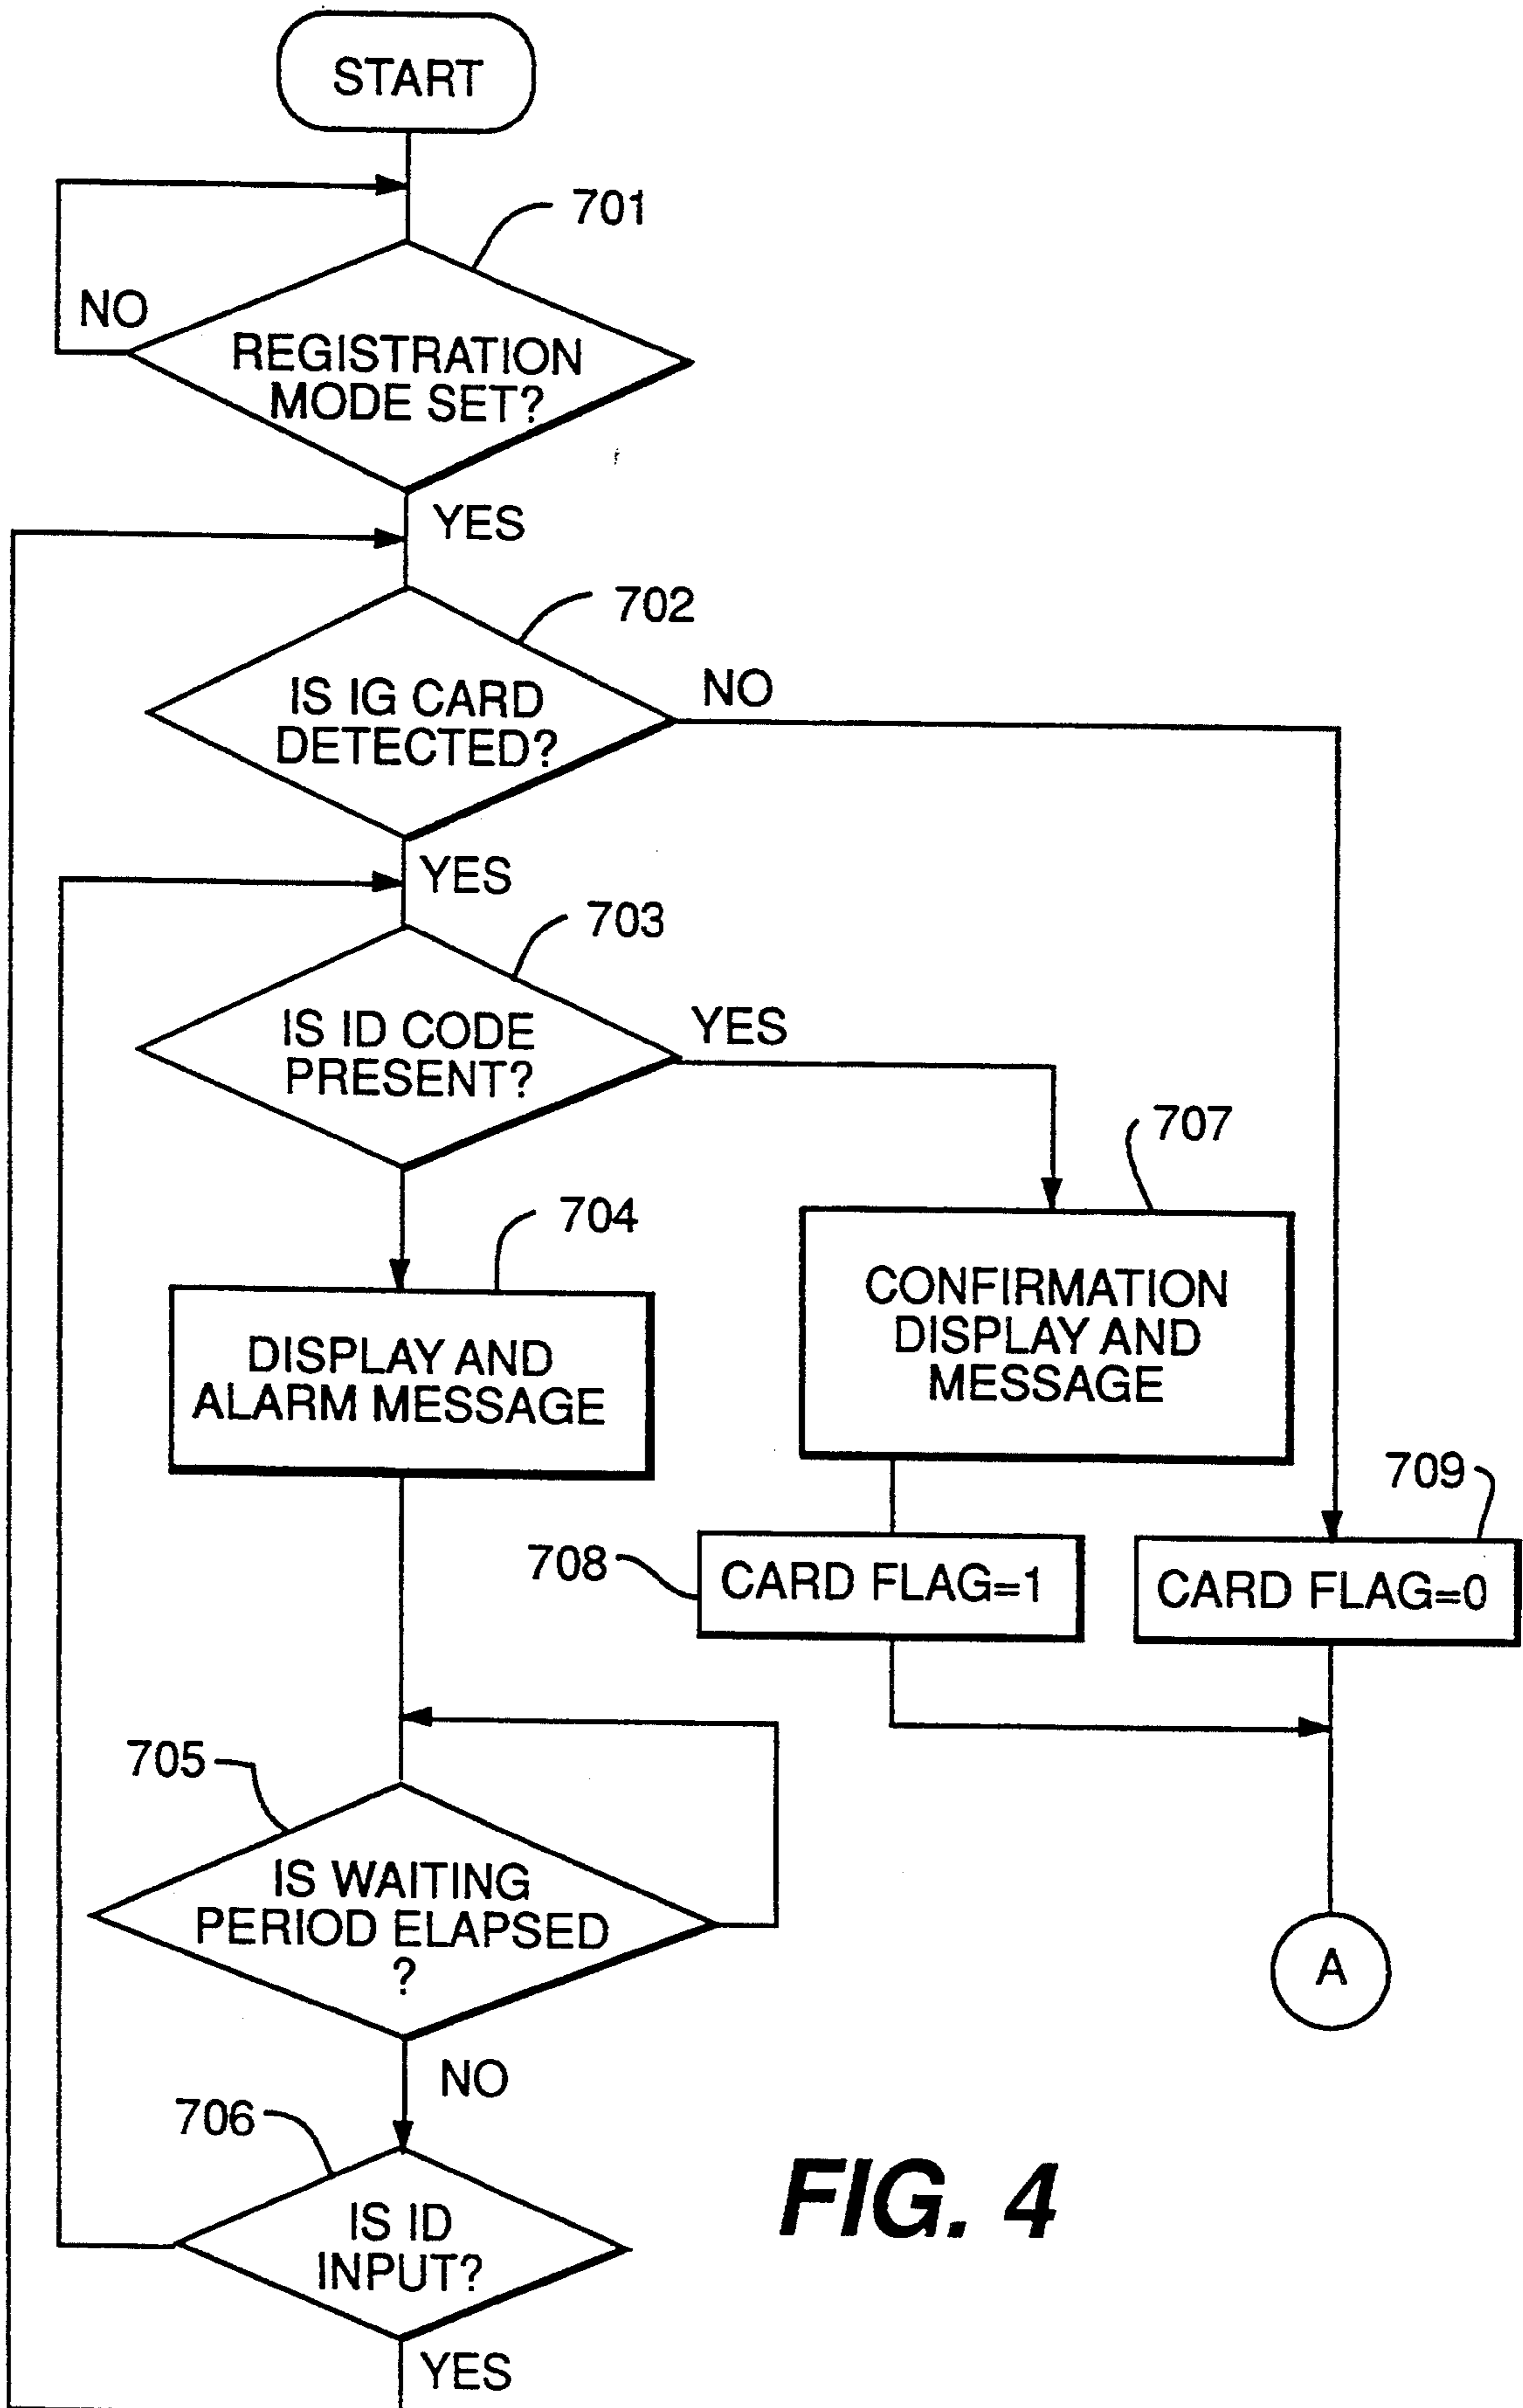 START
701
NO
REGISTRATION
MODE SET?
YES
702
IS IG CARD
DETECTED?
NO
YES
703
IS ID CODE
PRESENT?
YES
707
704
CONFIRMATION
DISPLAY AND
MESSAGE
DISPLAY AND
ALARM MESSAGE
709
708
CARD FLAG=1
CARD FLAG=0
705
IS WAITING
PERIOD ELAPSED
?
A
NO
706
IS ID
INPUT?
YES
FIG. 4